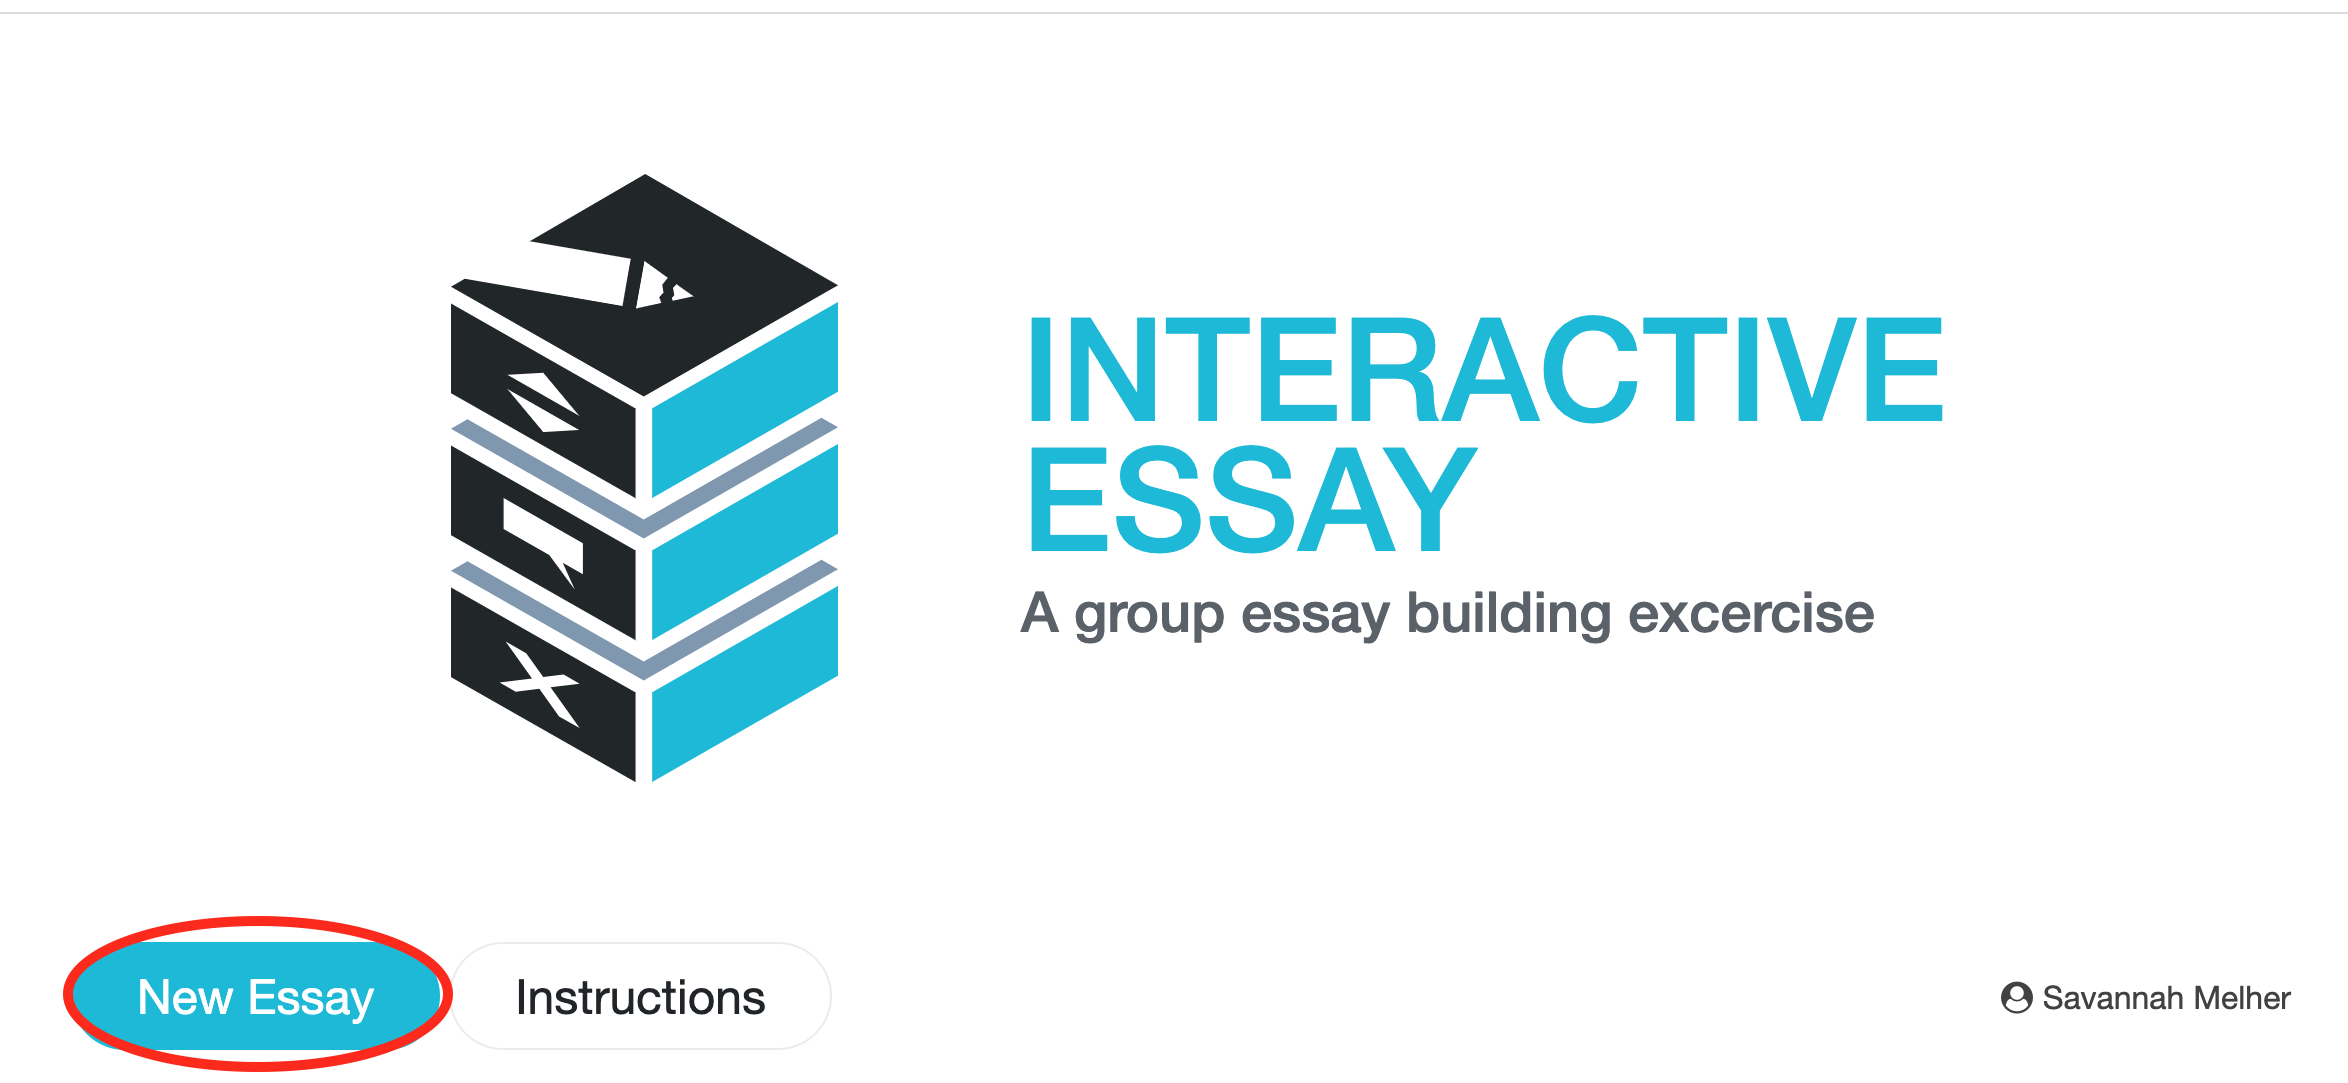 INTERACTIVE
ESSAY
A group essay building excercise
New Essay
Instructions
Savannah Melher